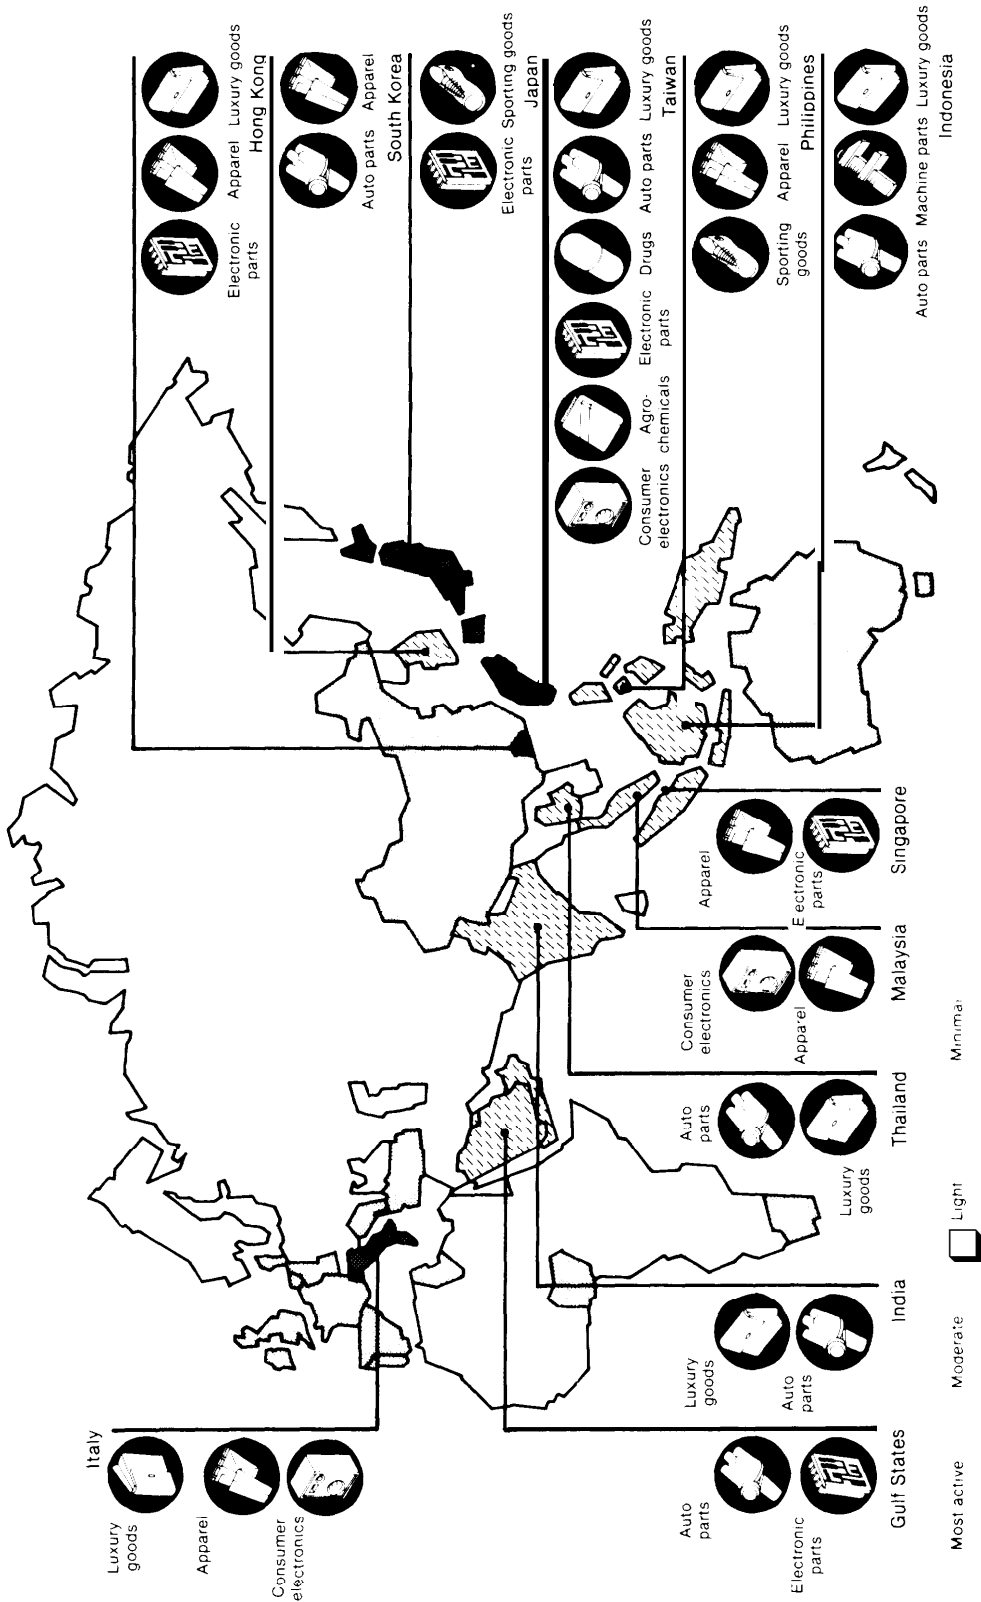 Electronic
parts
Apparel
Luxury goods
Hong Kong
Auto parts
Apparel
South Korea
Electronic
parts
Sporting goods
Japan
Consumer
electronics
Agro-
chemicals
Electronic
parts
Drugs
Auto parts
Luxury goods
Taiwan
Sporting
goods
Apparel
Luxury goods
Philippines
Auto parts
Machine parts
Luxury goods
Indonesia
Italy
Luxury
goods
Apparel
Consumer
electronics
Auto
parts
Electronic
parts
Gulf States
Luxury
goods
Auto
parts
India
Auto
parts
Luxury
goods
Thailand
Consumer
electronics
Apparel
Malaysia
Apparel
Electronic
parts
Singapore
Most active
Moderate
Light
Minimal